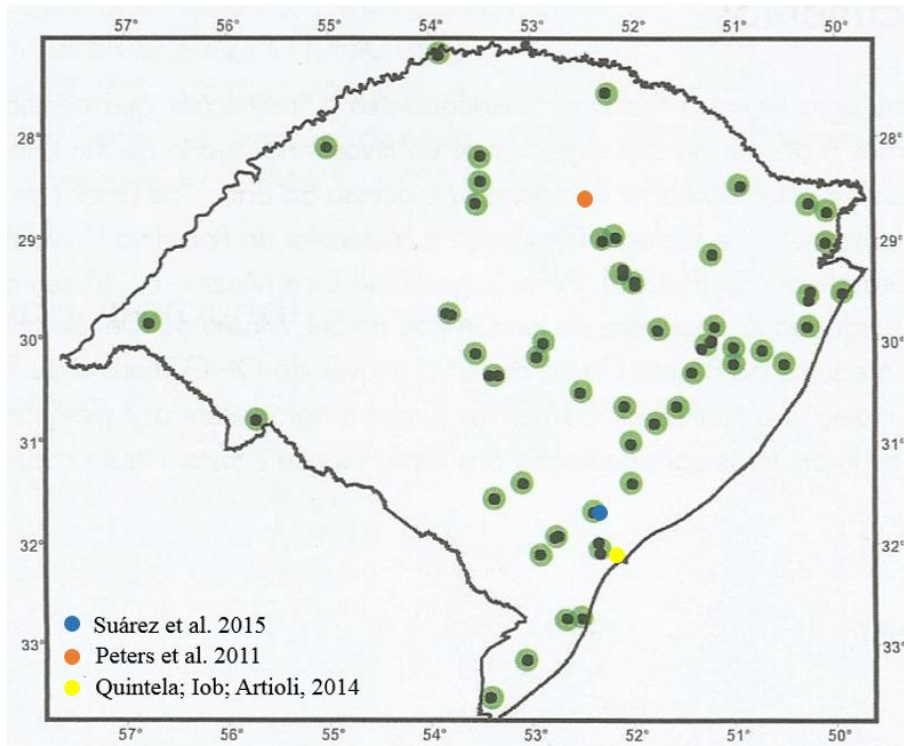 57 56 55 54 53 52 51 50
28° 28°
29° 29°
30° 30°
31° 31°
32° 32°
33° 33°
Suárez et al. 2015
Peters et al. 2011
Quintela; Iob; Artioli, 2014
57 56 55 54 53 52 51 50